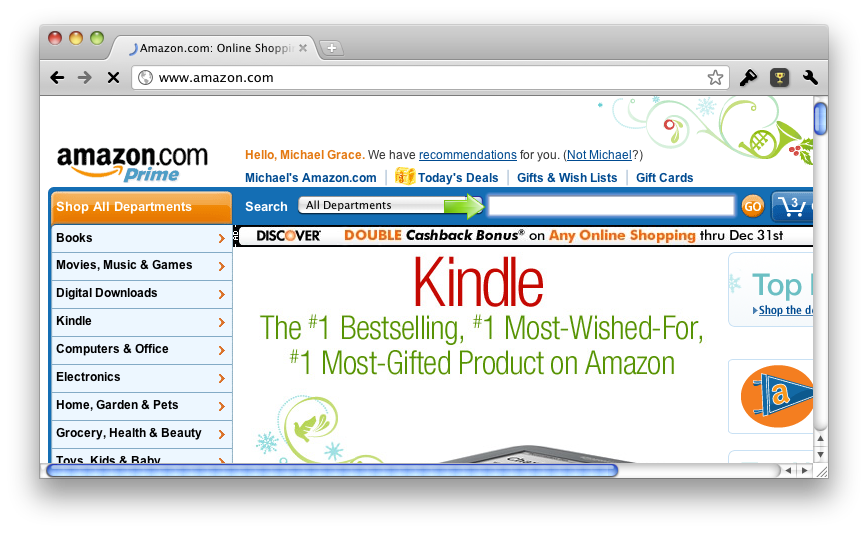 Amazon.com: Online Shoppi
www.amazon.com
amazon.com
Prime
Hello, Michael Grace. We have recommendations for you. (Not Michael?)
Michael's Amazon.com Today's Deals Gifts & Wish Lists Gift Cards
Shop All Departments
Search All Departments GO 3
Books
Movies, Music & Games
Digital Downloads
Kindle
Computers & Office
Electronics
Home, Garden & Pets
Grocery, Health & Beauty
Toys, Kids & Baby
DISCOVER DOUBLE Cashback Bonus® on Any Online Shopping thru Dec 31st
Kindle
The #1 Bestselling, #1 Most-Wished-For,
#1 Most-Gifted Product on Amazon
Top
Shop the d
a